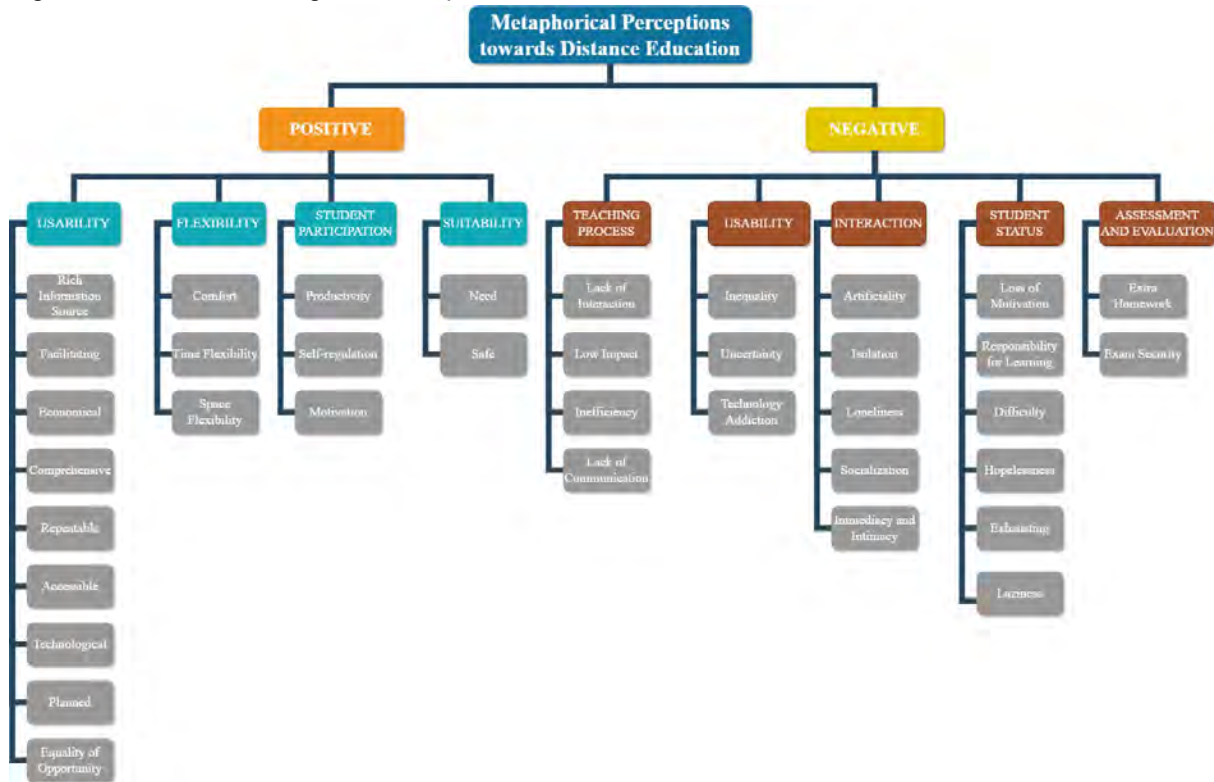 Metaphorical Perceptions
towards Distance Education
POSITIVE
NEGATIVE
USABILITY
FLEXIBILITY
STUDENT
PARTICIPATION
SUITABILITY
TEACHING
PROCESS
USABILITY
INTERACTION
STUDENT
STATUS
ASSESSMENT
AND EVALUATION
Rich
Information
Source
Facilitating
Economical
Comprehensive
Repeatable
Accessible
Technological
Planned
Equality of
Opportunity
Comfort
Time Flexibility
Space
Flexibility
Productivity
Self-regulation
Motivation
Need
Safe
Lack of
Interaction
Low Impact
Inefficiency
Lack of
Communication
Inequality
Uncertainty
Technology
Addiction
Artificiality
Isolation
Loneliness
Socialization
Immediacy and
Intimacy
Loss of
Motivation
Responsibility
for Learning
Difficulty
Hopelessness
Exhausting
Laziness
Extra
Homework
Exam Security